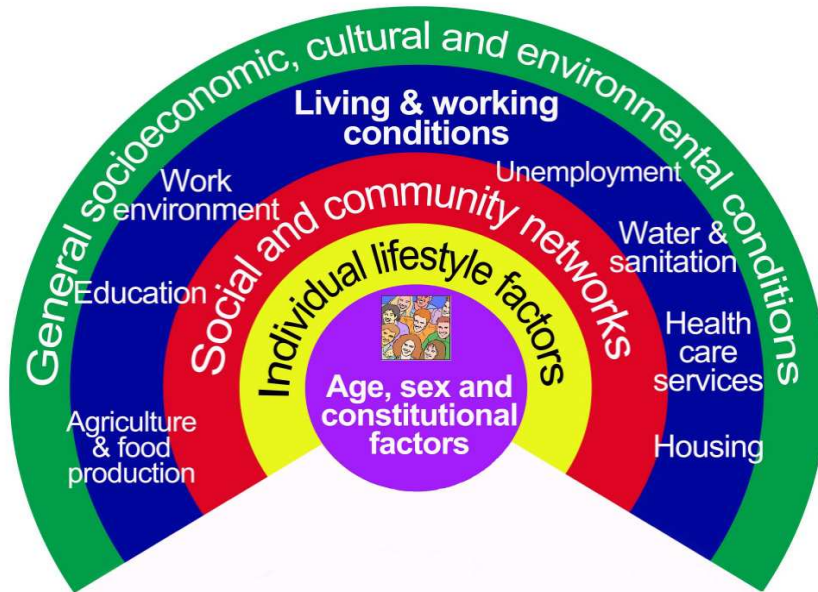 General socioeconomic, cultural and environmental conditions
Living & working
conditions
Work
environment
Unemployment
Education
Water &
sanitation
Agriculture
& food
production
Health
care
services
Housing
Social and community networks
Individual lifestyle factors
Age, sex and
constitutional
factors